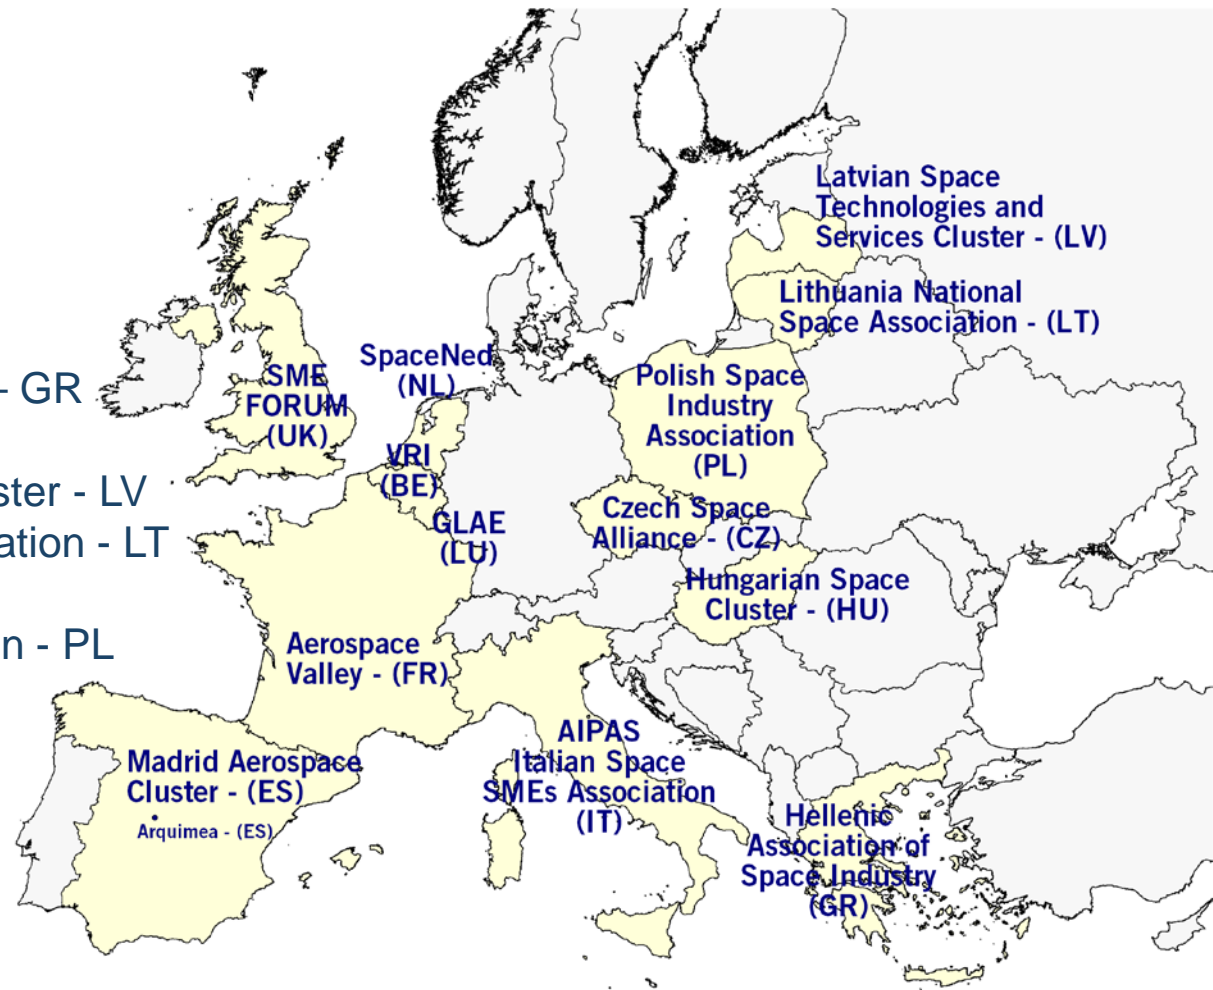 - GR
ster - LV
ation - LT
n - PL
Latvian Space
Technologies and
Services Cluster - (LV)
Lithuania National
Space Association - (LT)
SpaceNed
(NL)
SME
FORUM
(UK)
Polish Space
Industry
Association
(PL)
VRI
(BE)
GLAE
(LU)
Czech Space
Alliance - (CZ)
Hungarian Space
Cluster - (HU)
Aerospace
Valley - (FR)
AIPAS
Italian Space
SMEs Association
(IT)
Madrid Aerospace
Cluster - (ES)
Arquimea - (ES)
Hellenic
Association of
Space Industry
(GR)